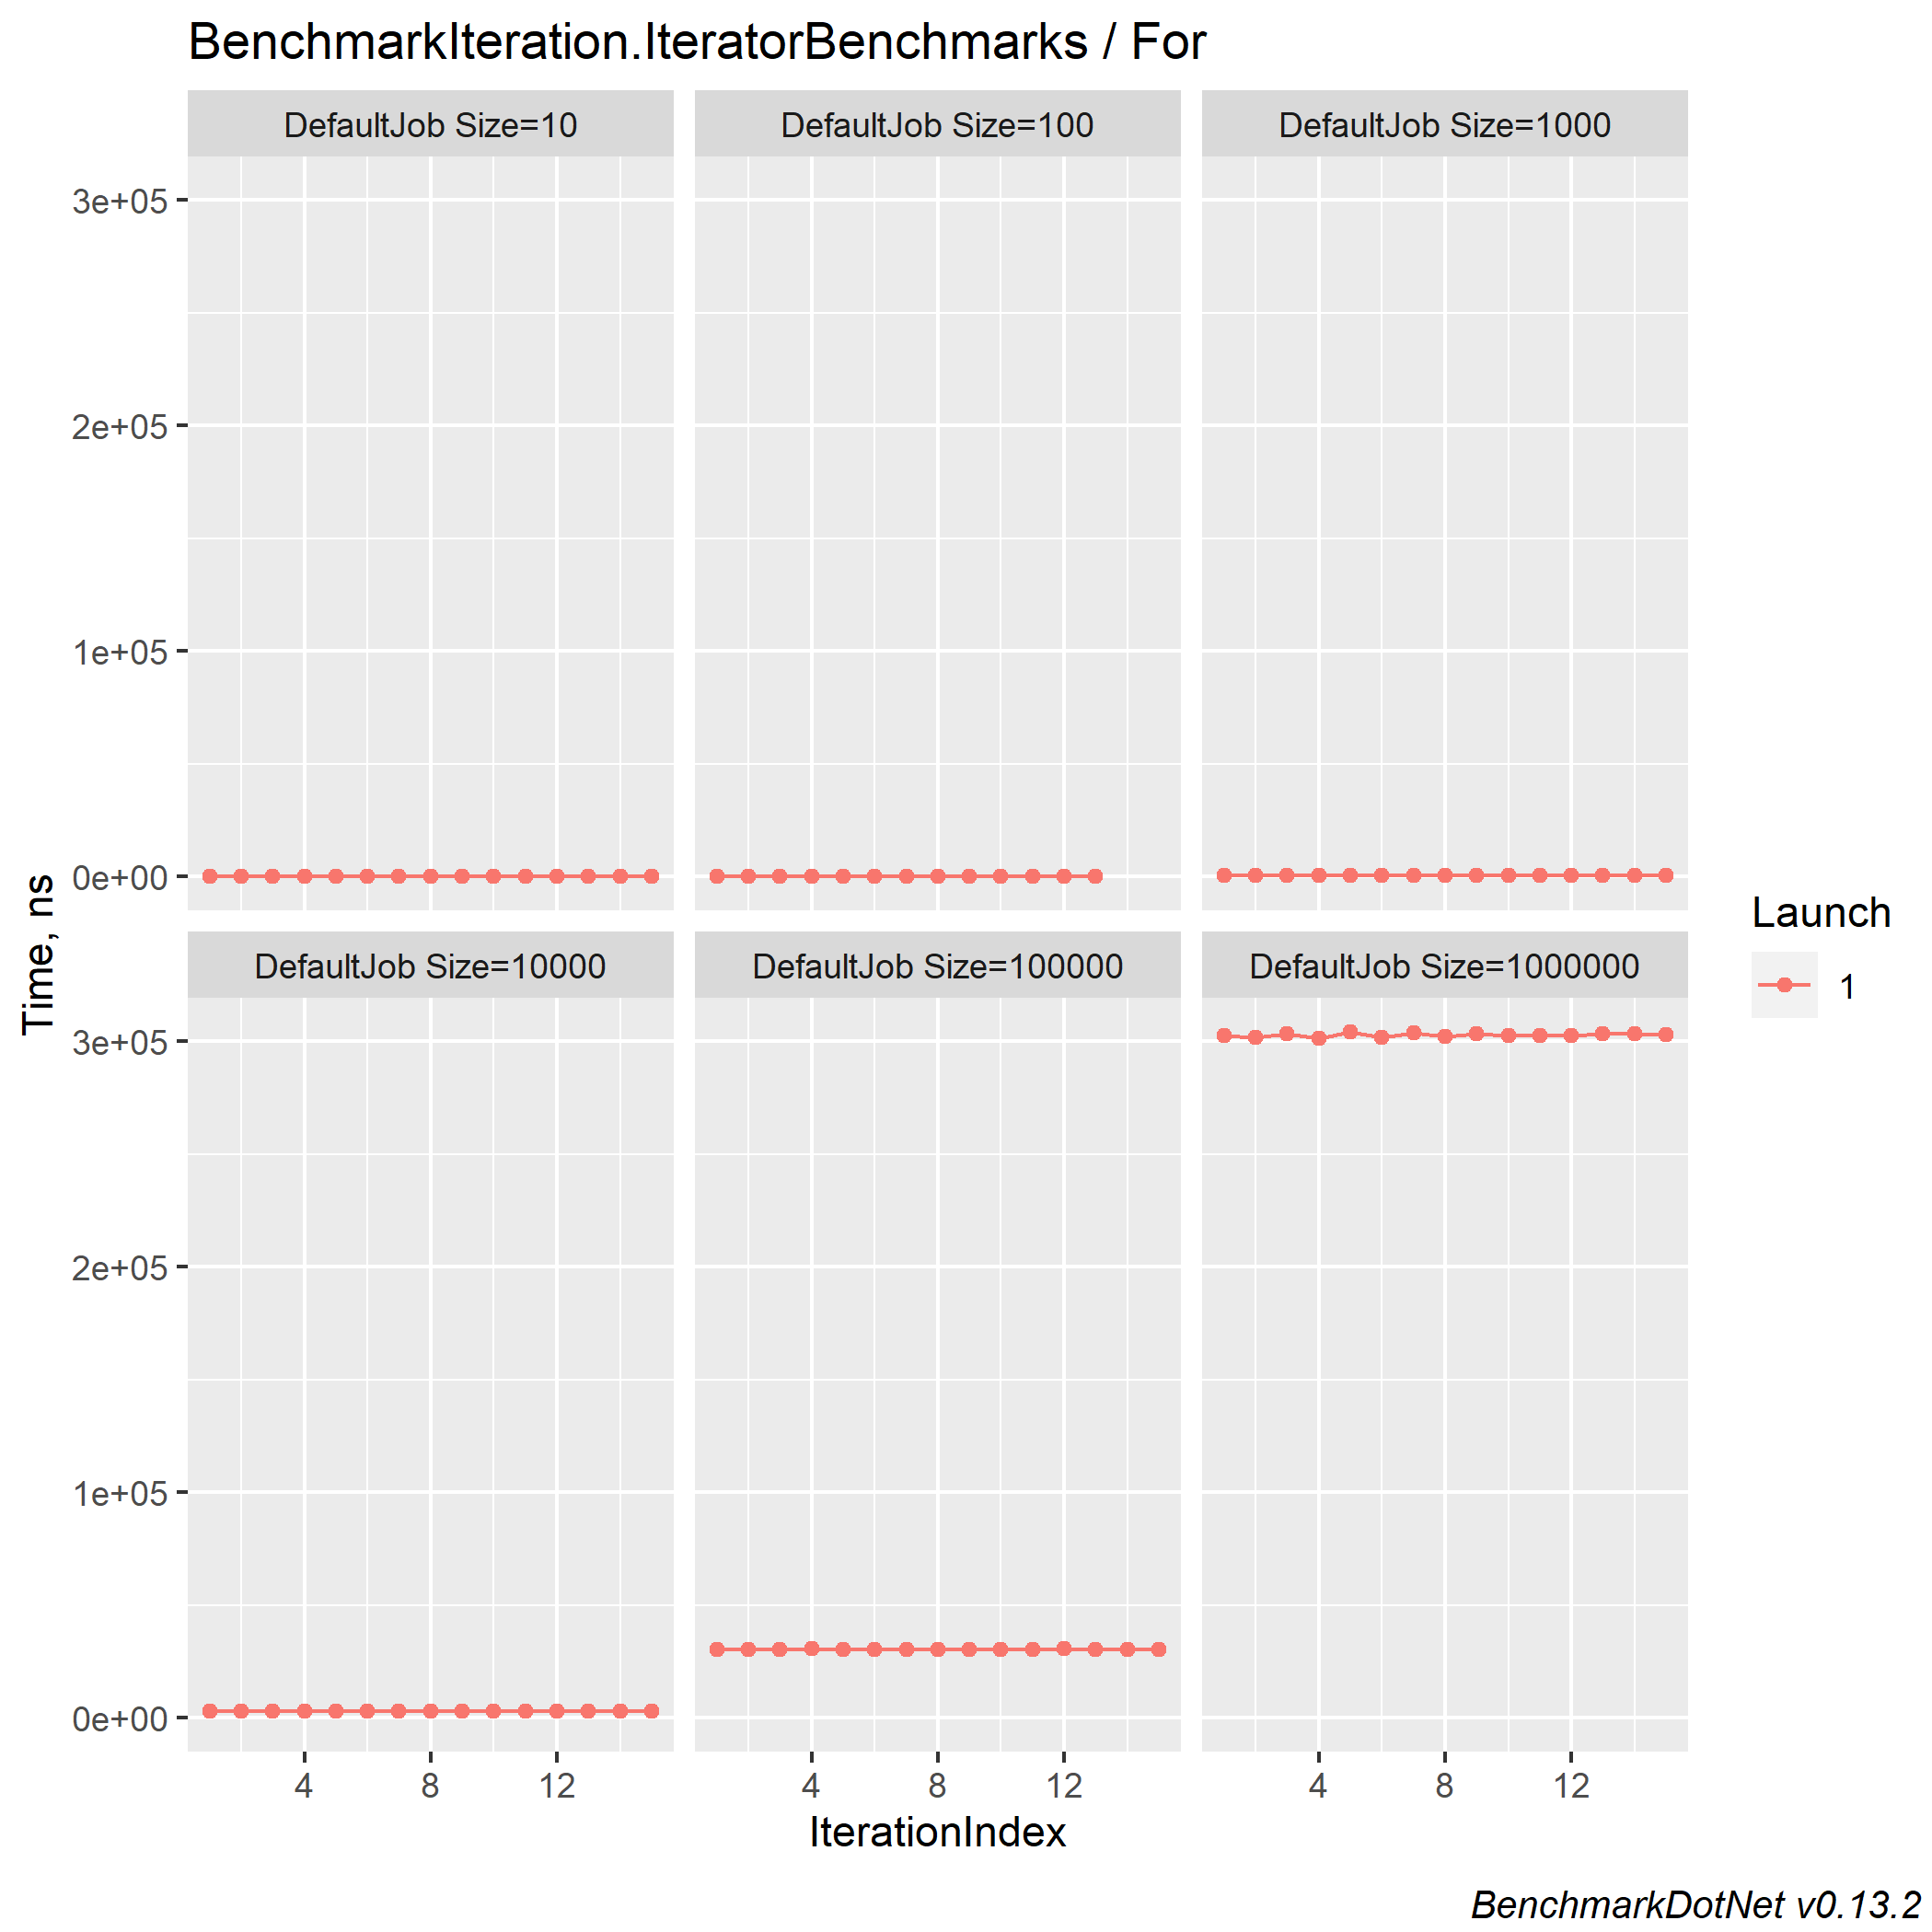 BenchmarkIteration.IteratorBenchmarks / For
DefaultJob Size=10
DefaultJob Size=100
DefaultJob Size=1000
3e+05
2e+05
1e+05
0e+00
DefaultJob Size=10000
DefaultJob Size=100000
DefaultJob Size=1000000
3e+05
2e+05
1e+05
0e+00
4
8
12
4
8
12
4
8
12
Time, ns
IterationIndex
Launch
1
BenchmarkDotNet v0.13.2